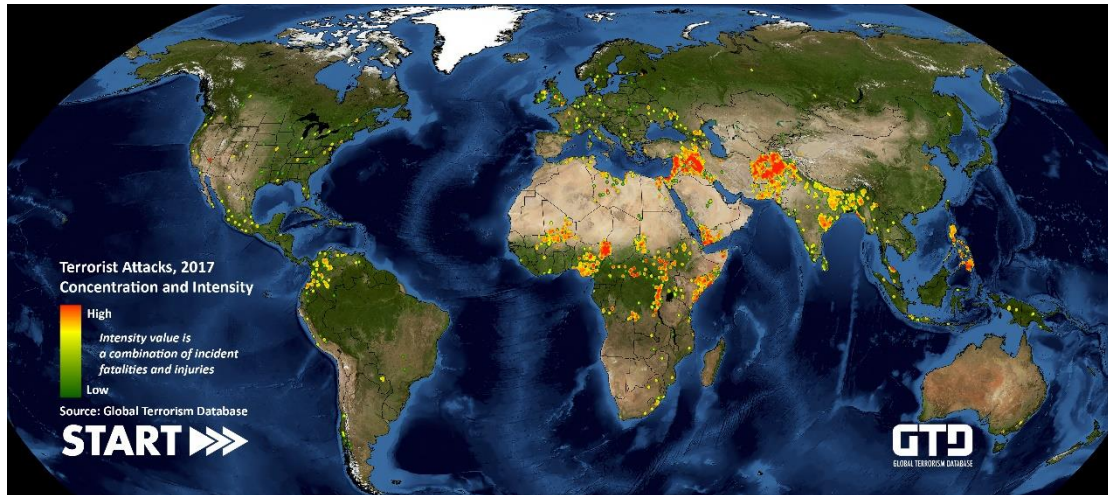 Terrorist Attacks, 2017
Concentration and Intensity
High
Intensity value is
a combination of incident
fatalities and injuries
Low
Source: Global Terrorism Database
START
GTD
GLOBAL TERRORISM DATABASE